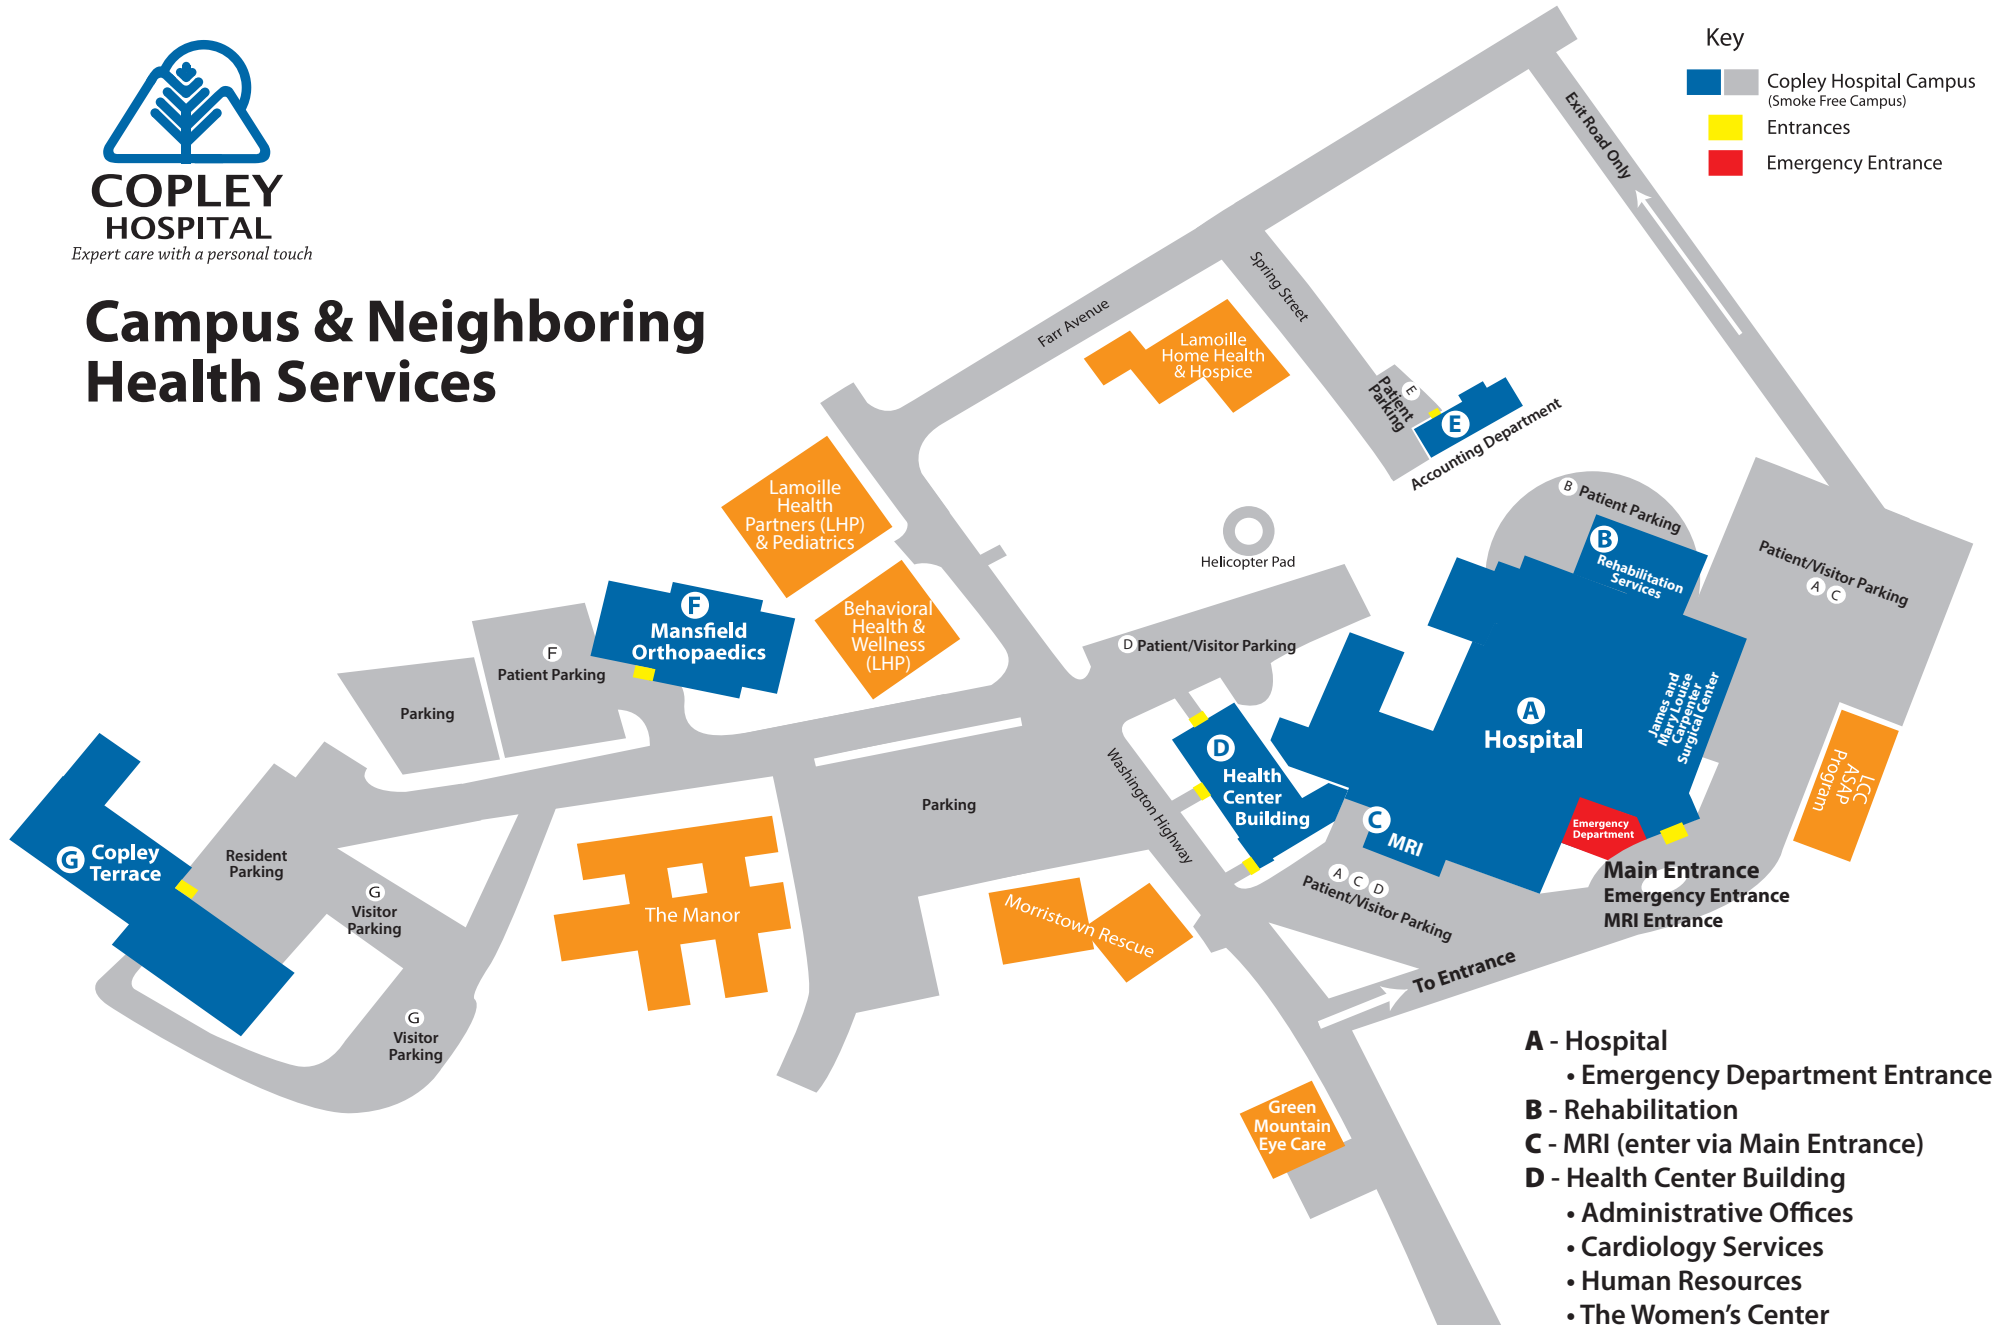 COPLEY
HOSPITAL
Expert care with a personal touch
Campus & Neighboring
Health Services
Key
Copley Hospital Campus
(Smoke Free Campus)
Entrances
Emergency Entrance
Exit Road Only
Farr Avenue
Spring Street
Lamoille
Home Health
& Hospice
E
Patient
Parking
E
Accounting Department
Lamoille
Health
Partners (LHP)
& Pediatrics
Behavioral
Health &
Wellness
(LHP)
F
Mansfield
Orthopaedics
F
Patient Parking
Parking
Helicopter Pad
B Patient Parking
B
Rehabilitation
Services
Patient/Visitor Parking
A C
D Patient/Visitor Parking
A
Hospital
James and
Mary Louise
Carpenter
Surgical Center
LCC
ASAP
Program
D
Health
Center
Building
Washington Highway
C
MRI
Emergency
Department
Main Entrance
Emergency Entrance
MRI Entrance
A C D
Patient/Visitor Parking
To Entrance
Parking
G Copley
Terrace
Resident
Parking
G
Visitor
Parking
G
Visitor
Parking
The Manor
Morristown Rescue
Green
Mountain
Eye Care
A - Hospital
• Emergency Department Entrance
B - Rehabilitation
C - MRI (enter via Main Entrance)
D - Health Center Building
• Administrative Offices
• Cardiology Services
• Human Resources
• The Women's Center